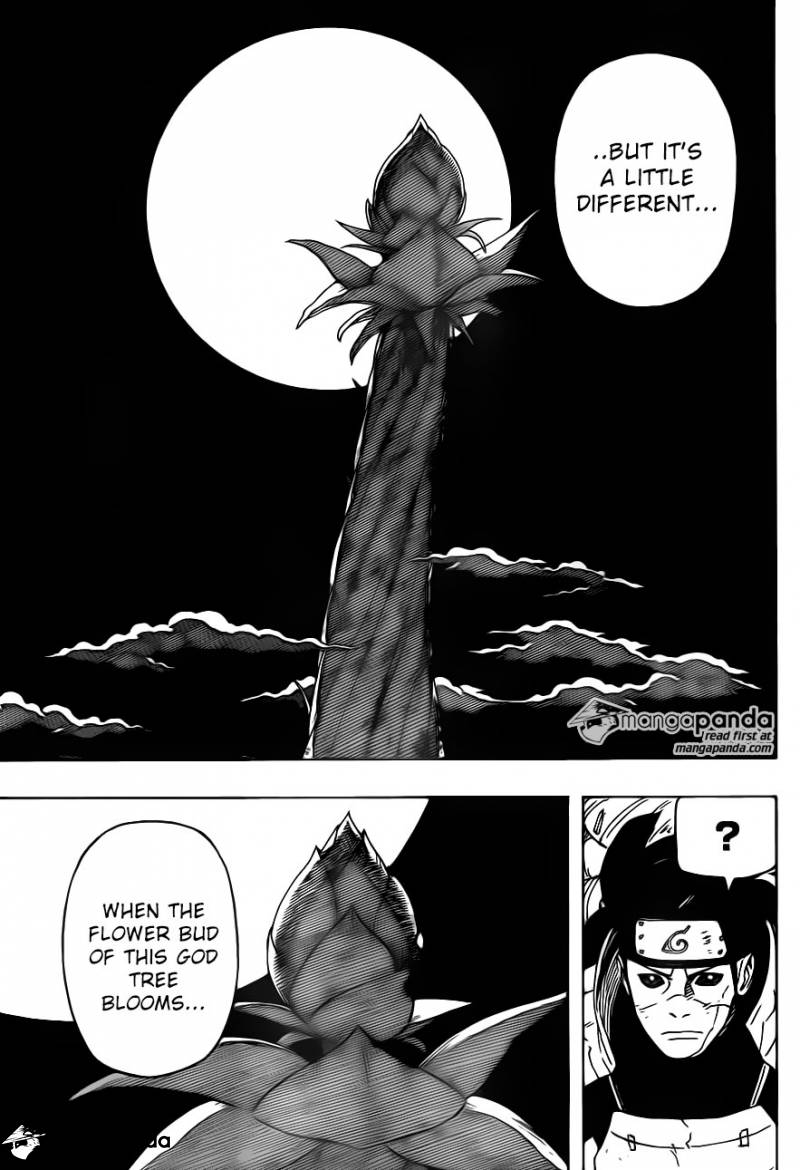 ..BUT IT'S
A LITTLE
DIFFERENT...
mangapanda
read first at
mangapanda.com
?
WHEN THE
FLOWER BUD
OF THIS GOD
TREE
BLOOMS...
nda